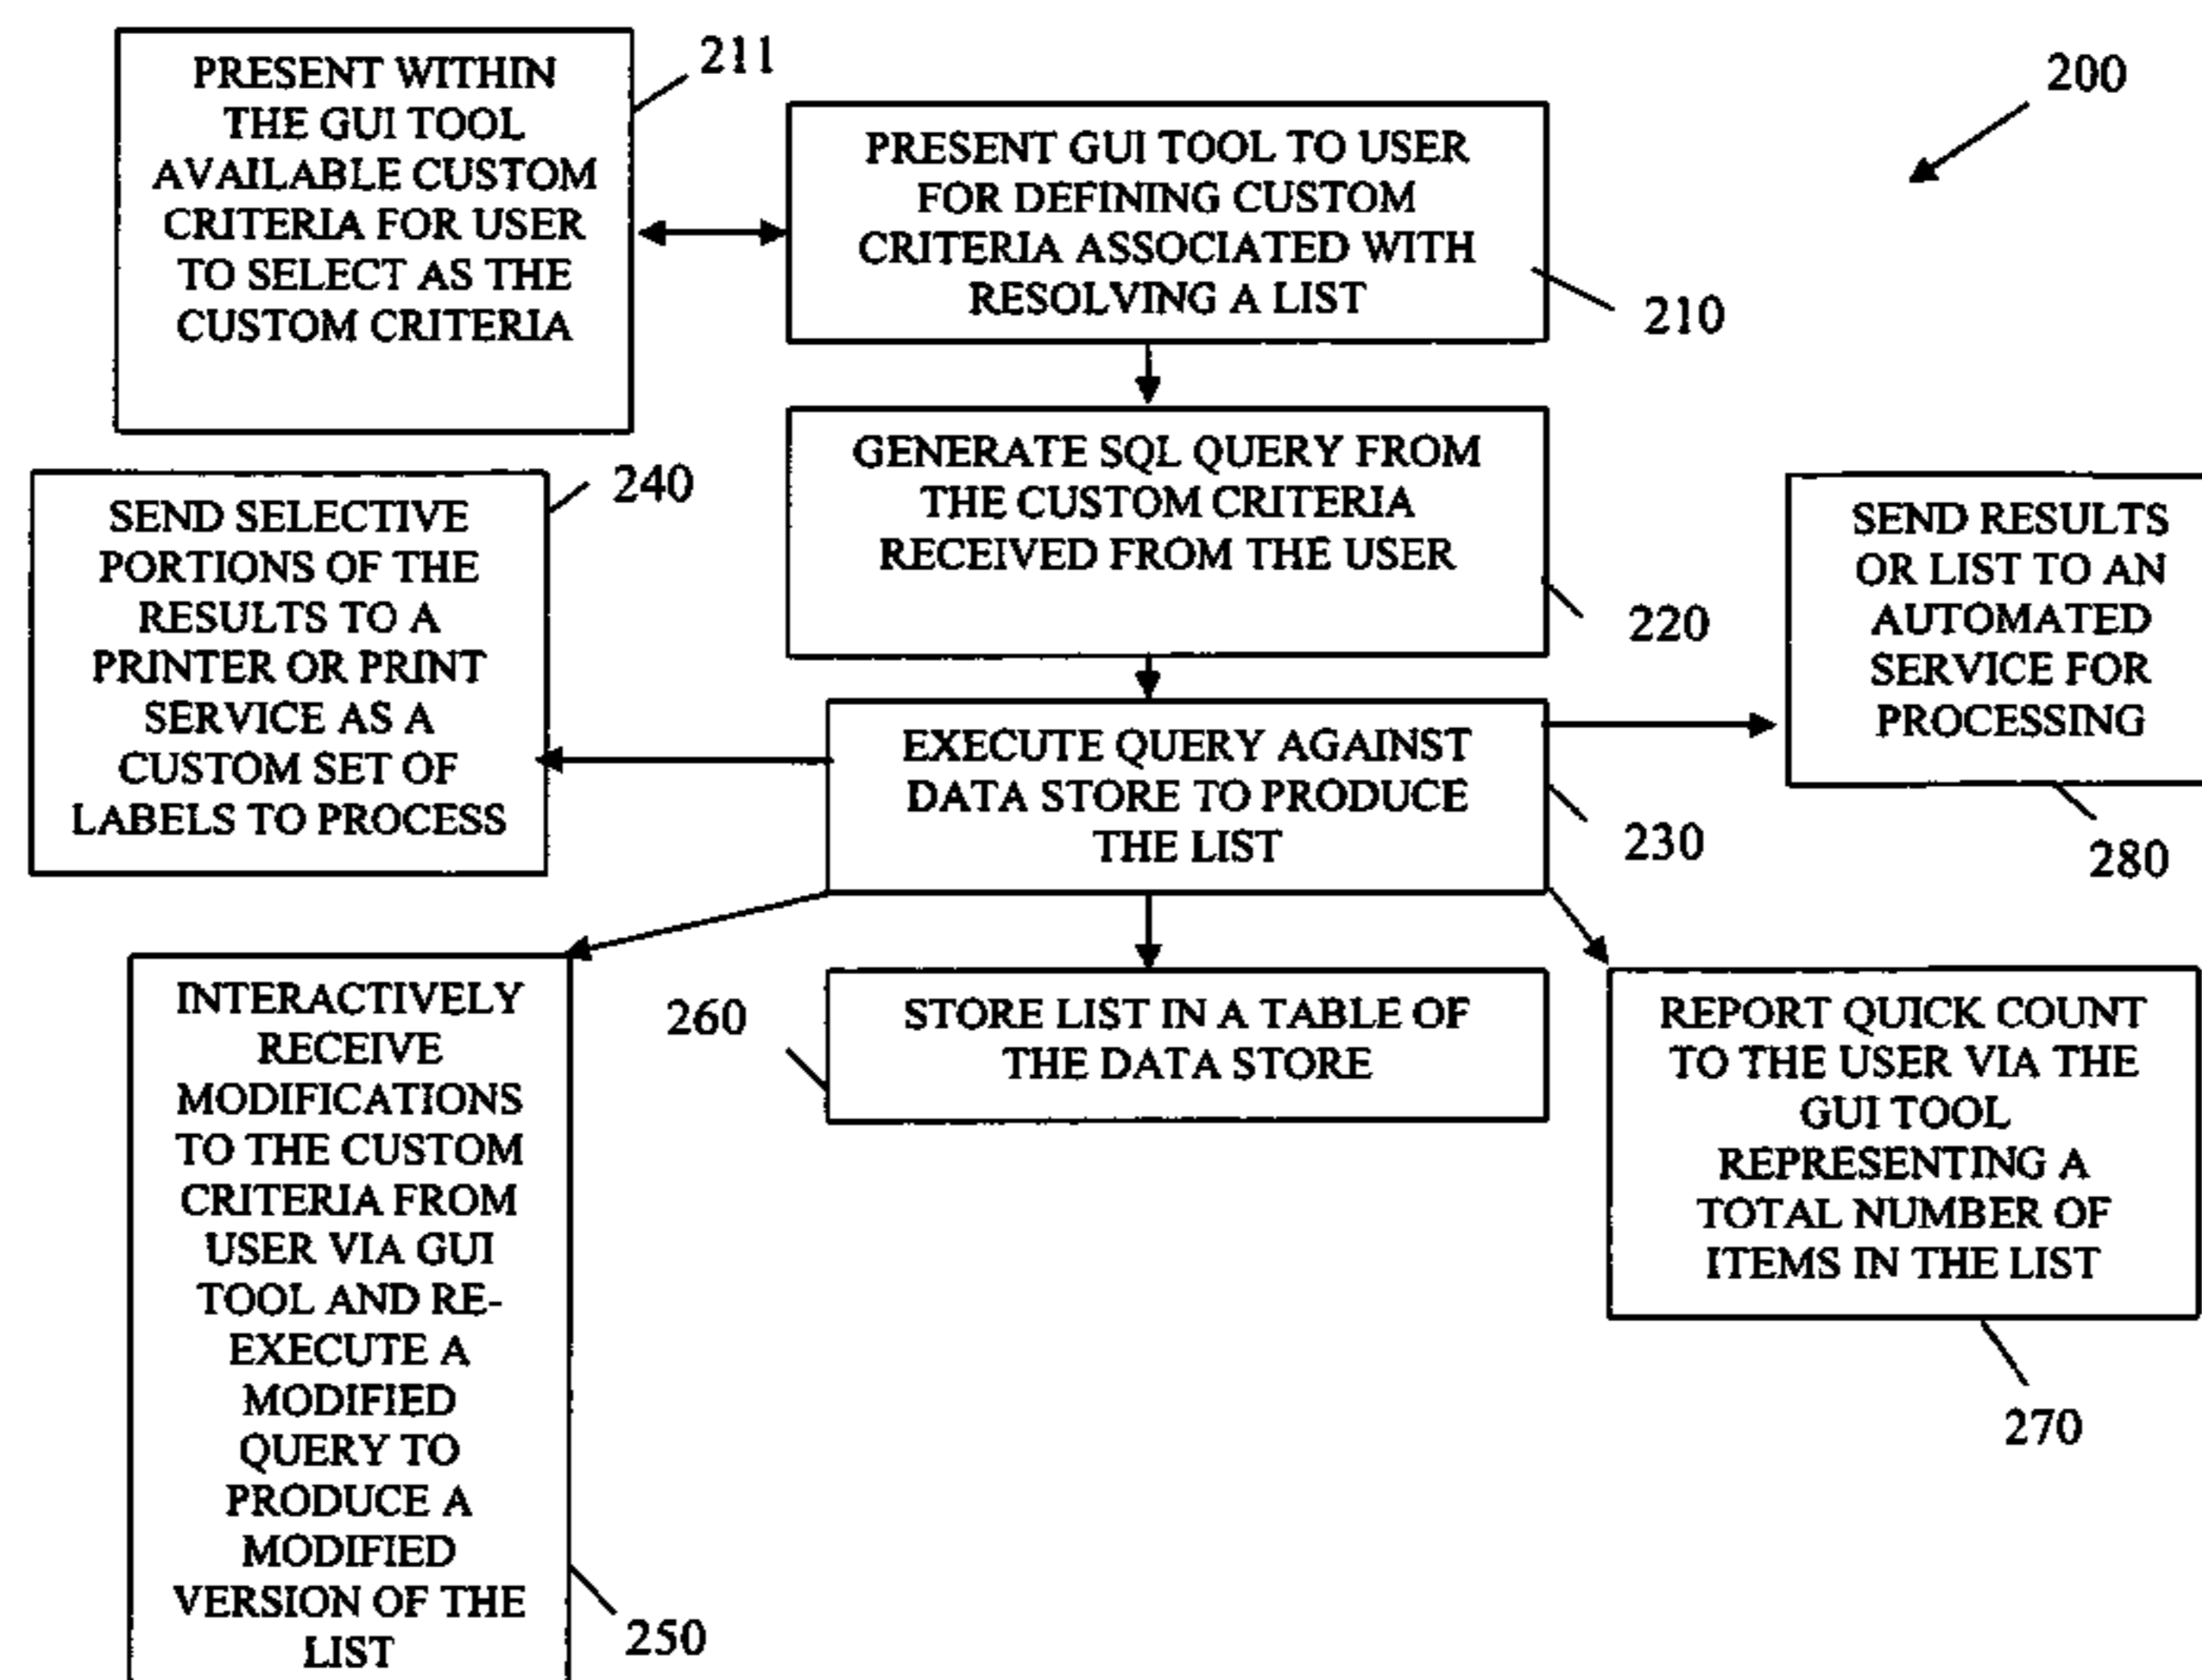 PRESENT WITHIN
THE GUI TOOL
AVAILABLE CUSTOM
CRITERIA FOR USER
TO SELECT AS THE
CUSTOM CRITERIA
211
200
PRESENT GUI TOOL TO USER
FOR DEFINING CUSTOM
CRITERIA ASSOCIATED WITH
RESOLVING A LIST
210
GENERATE SQL QUERY FROM
THE CUSTOM CRITERIA
RECEIVED FROM THE USER
220
SEND SELECTIVE
PORTIONS OF THE
RESULTS TO A
PRINTER OR PRINT
SERVICE AS A
CUSTOM SET OF
LABELS TO PROCESS
240
SEND RESULTS
OR LIST TO AN
AUTOMATED
SERVICE FOR
PROCESSING
280
EXECUTE QUERY AGAINST
DATA STORE TO PRODUCE
THE LIST
230
INTERACTIVELY
RECEIVE
MODIFICATIONS
TO THE CUSTOM
CRITERIA FROM
USER VIA GUI
TOOL AND RE-
EXECUTE A
MODIFIED
QUERY TO
PRODUCE A
MODIFIED
VERSION OF THE
LIST
250
260
STORE LIST IN A TABLE OF
THE DATA STORE
REPORT QUICK COUNT
TO THE USER VIA THE
GUI TOOL
REPRESENTING A
TOTAL NUMBER OF
ITEMS IN THE LIST
270